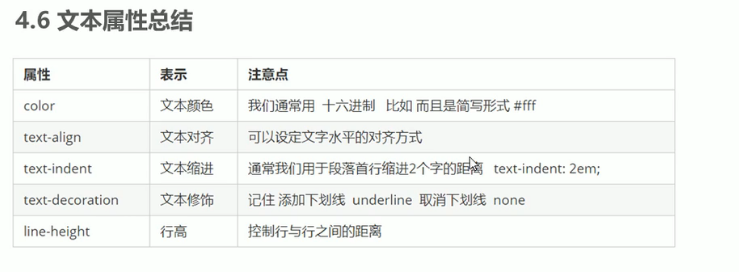 4.6 文本属性总结
属性 表示 注意点
color 文本颜色 我们通常用 十六进制 比如 而且是简写形式 #fff
text-align 文本对齐 可以设定文字水平的对齐方式
text-indent 文本缩进 通常我们用于段落首行缩进2个字的距离 text-indent: 2em;
text-decoration 文本修饰 记住 添加下划线 underline 取消下划线 none
line-height 行高 控制行与行之间的距离